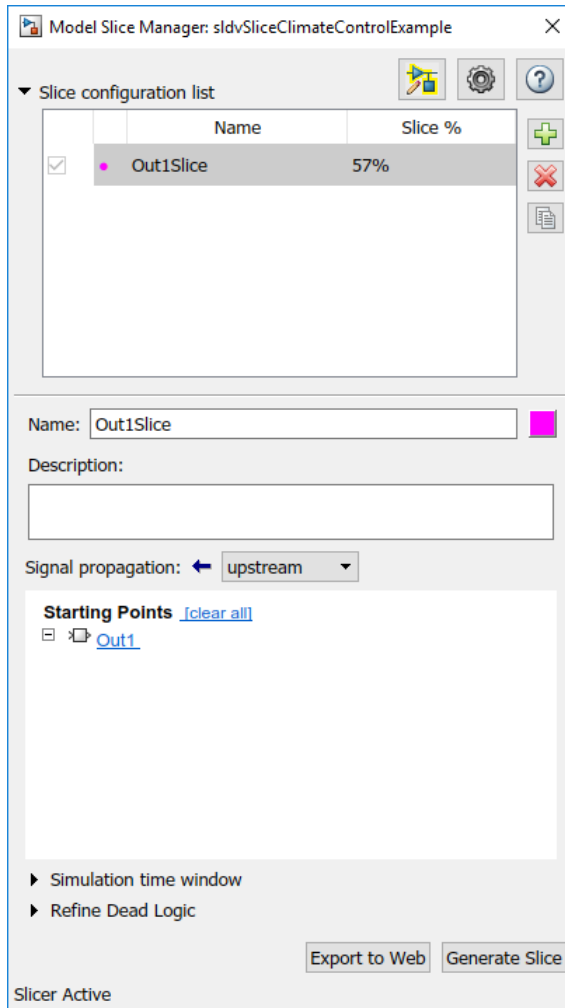 Model Slice Manager: sldvSliceClimateControlExample
Slice configuration list
Name Slice %
Out1Slice 57%
Name: Out1Slice
Description:
Signal propagation: upstream
Starting Points [clear all]
Out1
Simulation time window
Refine Dead Logic
Export to Web Generate Slice
Slicer Active